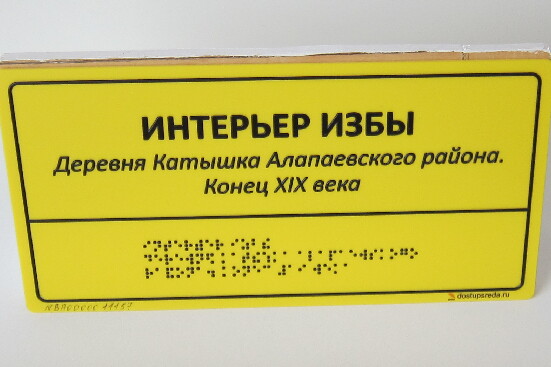 ИНТЕРЬЕР ИЗБЫ
Деревня Катышка Алапаевского района.
Конец XIX века
dostupsreda.ru